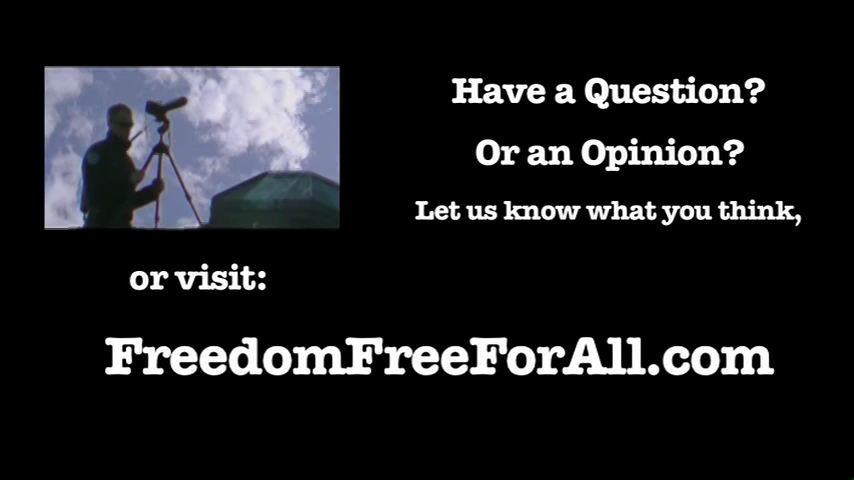 Have a Question?
Or an Opinion?
Let us know what you think,
or visit:
FreedomFreeForAll.com